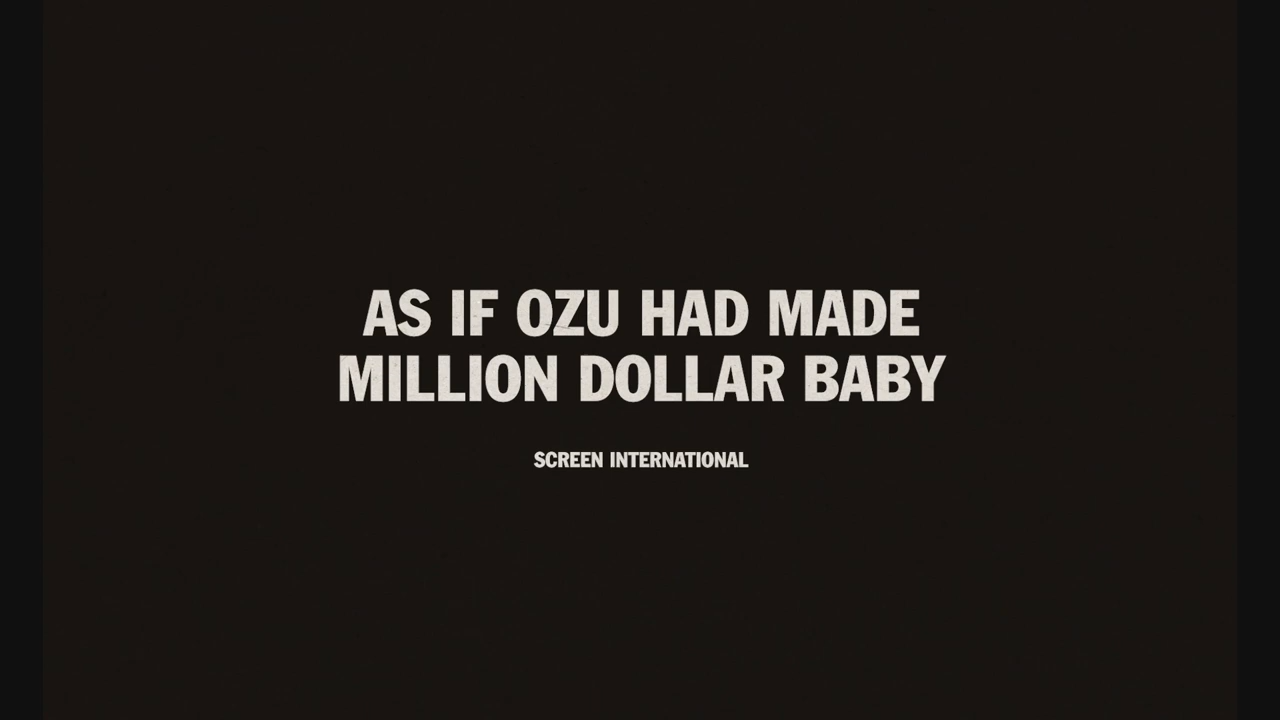 AS IF OZU HAD MADE
MILLION DOLLAR BABY
SCREEN INTERNATIONAL